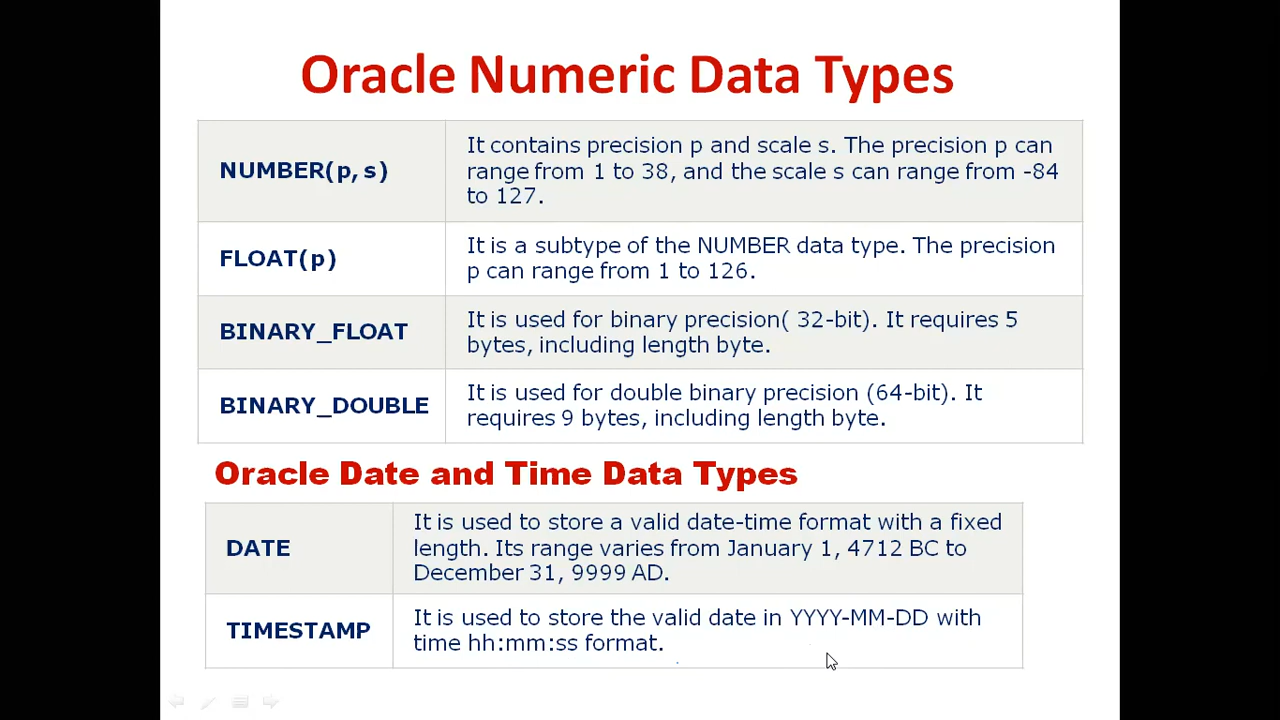 Oracle Numeric Data Types
NUMBER(p,s)
It contains precision p and scale s. The precision p can
range from 1 to 38, and the scale s can range from -84
to 127.
FLOAT(p)
It is a subtype of the NUMBER data type. The precision
p can range from 1 to 126.
BINARY_FLOAT
It is used for binary precision( 32-bit). It requires 5
bytes, including length byte.
BINARY_DOUBLE
It is used for double binary precision (64-bit). It
requires 9 bytes, including length byte.
Oracle Date and Time Data Types
DATE
It is used to store a valid date-time format with a fixed
length. Its range varies from January 1, 4712 BC to
December 31, 9999 AD.
TIMESTAMP
It is used to store the valid date in YYYY-MM-DD with
time hh:mm:ss format.